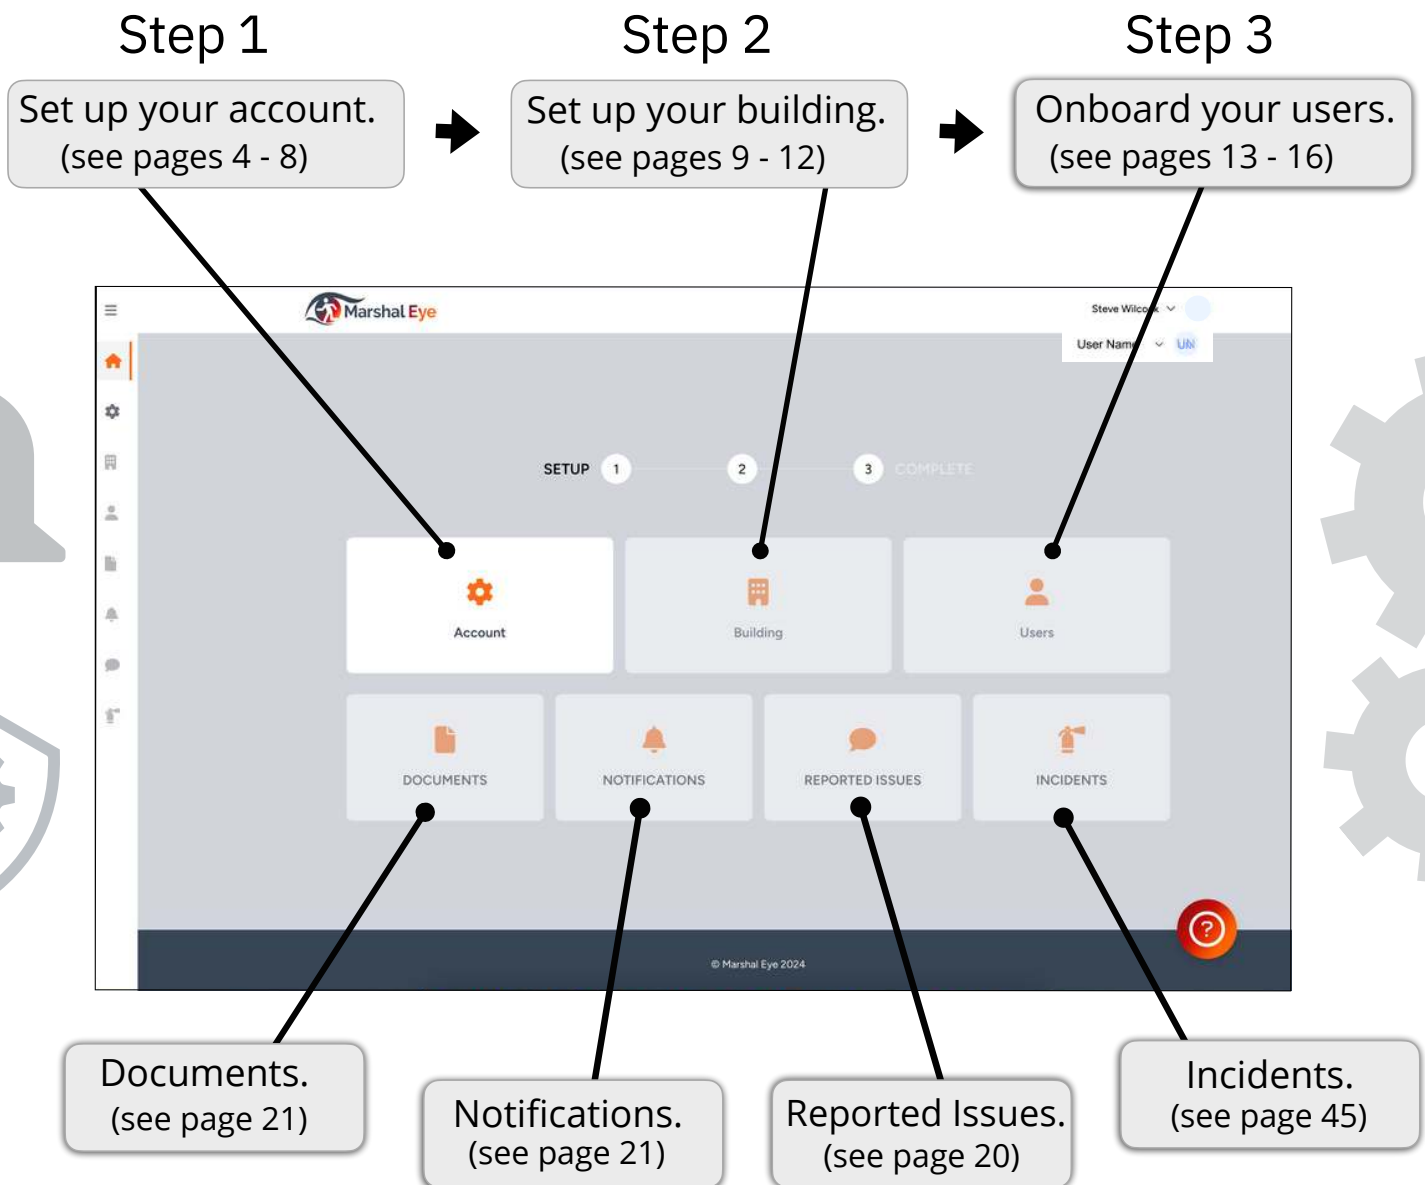 Step 1
Step 2
Step 3
Set up your account.
(see pages 4 - 8)
Set up your building.
(see pages 9 - 12)
Onboard your users.
(see pages 13 - 16)
Marshal Eye
Steve Wilcock
User Name
UN
SETUP 1 2 3 COMPLETE
Account
Building
Users
DOCUMENTS
NOTIFICATIONS
REPORTED ISSUES
INCIDENTS
?
© Marshal Eye 2024
Documents.
(see page 21)
Notifications.
(see page 21)
Reported Issues.
(see page 20)
Incidents.
(see page 45)